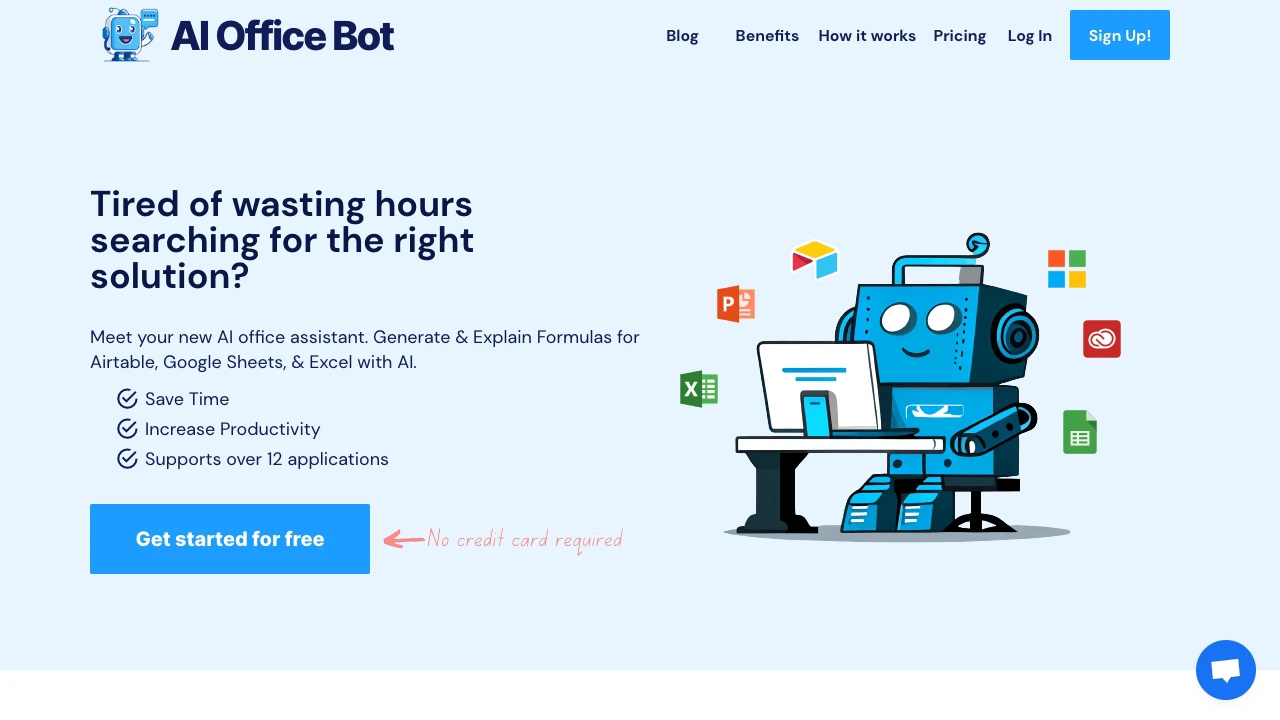 AI Office Bot
Blog
Benefits
How it works
Pricing
Log In
Sign Up!
Tired of wasting hours
searching for the right
solution?
Meet your new AI office assistant. Generate & Explain Formulas for
Airtable, Google Sheets, & Excel with AI.
Save Time
Increase Productivity
Supports over 12 applications
Get started for free
No credit card required
P
X